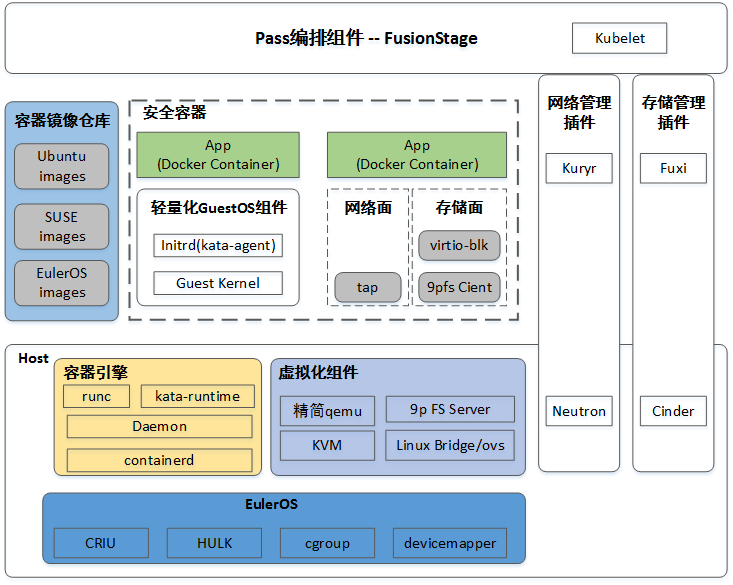 Pass编排组件 -- FusionStage
Kubelet
容器镜像仓库
Ubuntu
images
SUSE
images
EulerOS
images
安全容器
App
(Docker Container)
App
(Docker Container)
轻量化GuestOS组件
Initrd(kata-agent)
Guest Kernel
网络面
tap
存储面
virtio-blk
9pfs Cient
网络管理
插件
Kuryr
Neutron
存储管理
插件
Fuxi
Cinder
Host
容器引擎
runc
kata-runtime
Daemon
containerd
虚拟化组件
精简qemu
9p FS Server
KVM
Linux Bridge/ovs
EulerOS
CRIU
HULK
cgroup
devicemapper